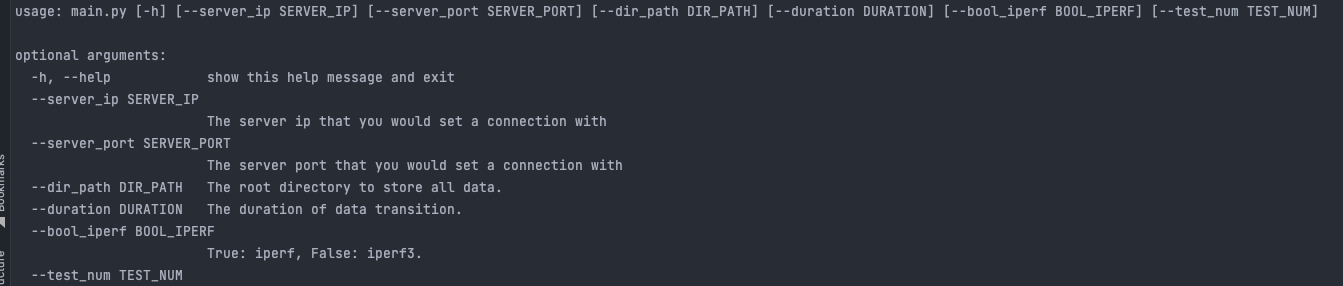 usage: main.py [-h] [--server_ip SERVER_IP] [--server_port SERVER_PORT] [--dir_path DIR_PATH] [--duration DURATION] [--bool_iperf BOOL_IPERF] [--test_num TEST_NUM]
optional arguments:
-h, --help show this help message and exit
--server_ip SERVER_IP
The server ip that you would set a connection with
--server_port SERVER_PORT
The server port that you would set a connection with
--dir_path DIR_PATH The root directory to store all data.
--duration DURATION The duration of data transition.
--bool_iperf BOOL_IPERF
True: iperf, False: iperf3.
--test_num TEST_NUM
Bookmarks